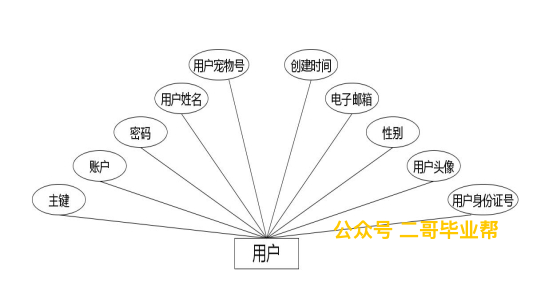 用户宠物号
创建时间
用户姓名
电子邮箱
密码
性别
账户
用户头像
主键
用户身份证号
公众号 二哥毕业帮
用户